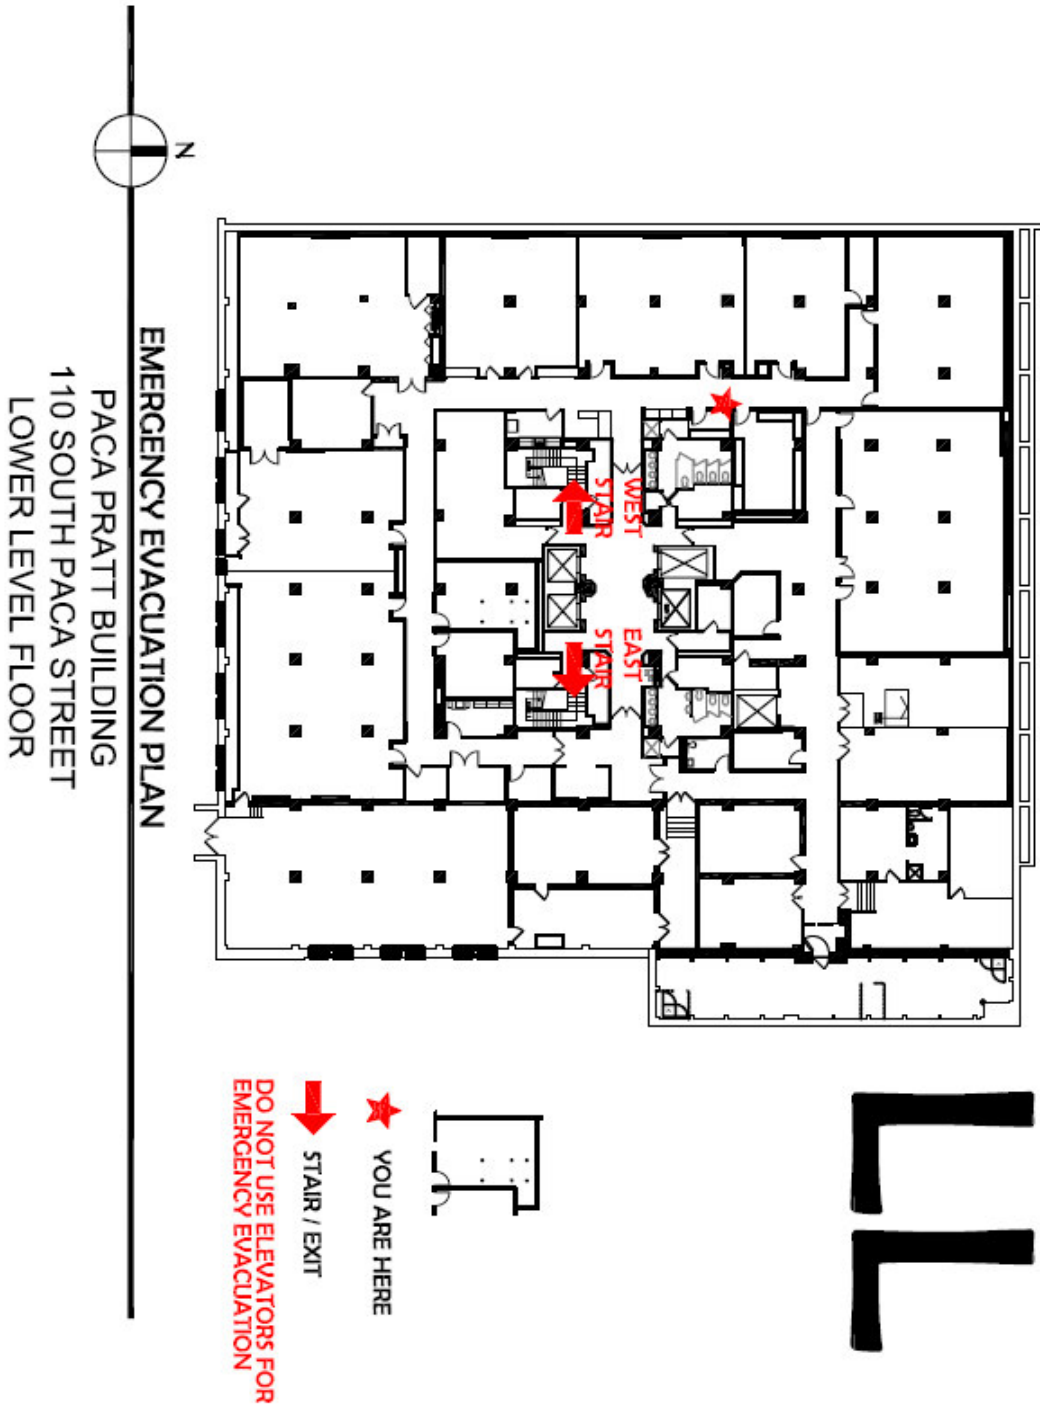 LL
WEST
STAIR
EAST
STAIR
YOU ARE HERE
STAIR / EXIT
DO NOT USE ELEVATORS FOR
EMERGENCY EVACUATION
N
EMERGENCY EVACUATION PLAN
PACA PRATT BUILDING
110 SOUTH PACA STREET
LOWER LEVEL FLOOR